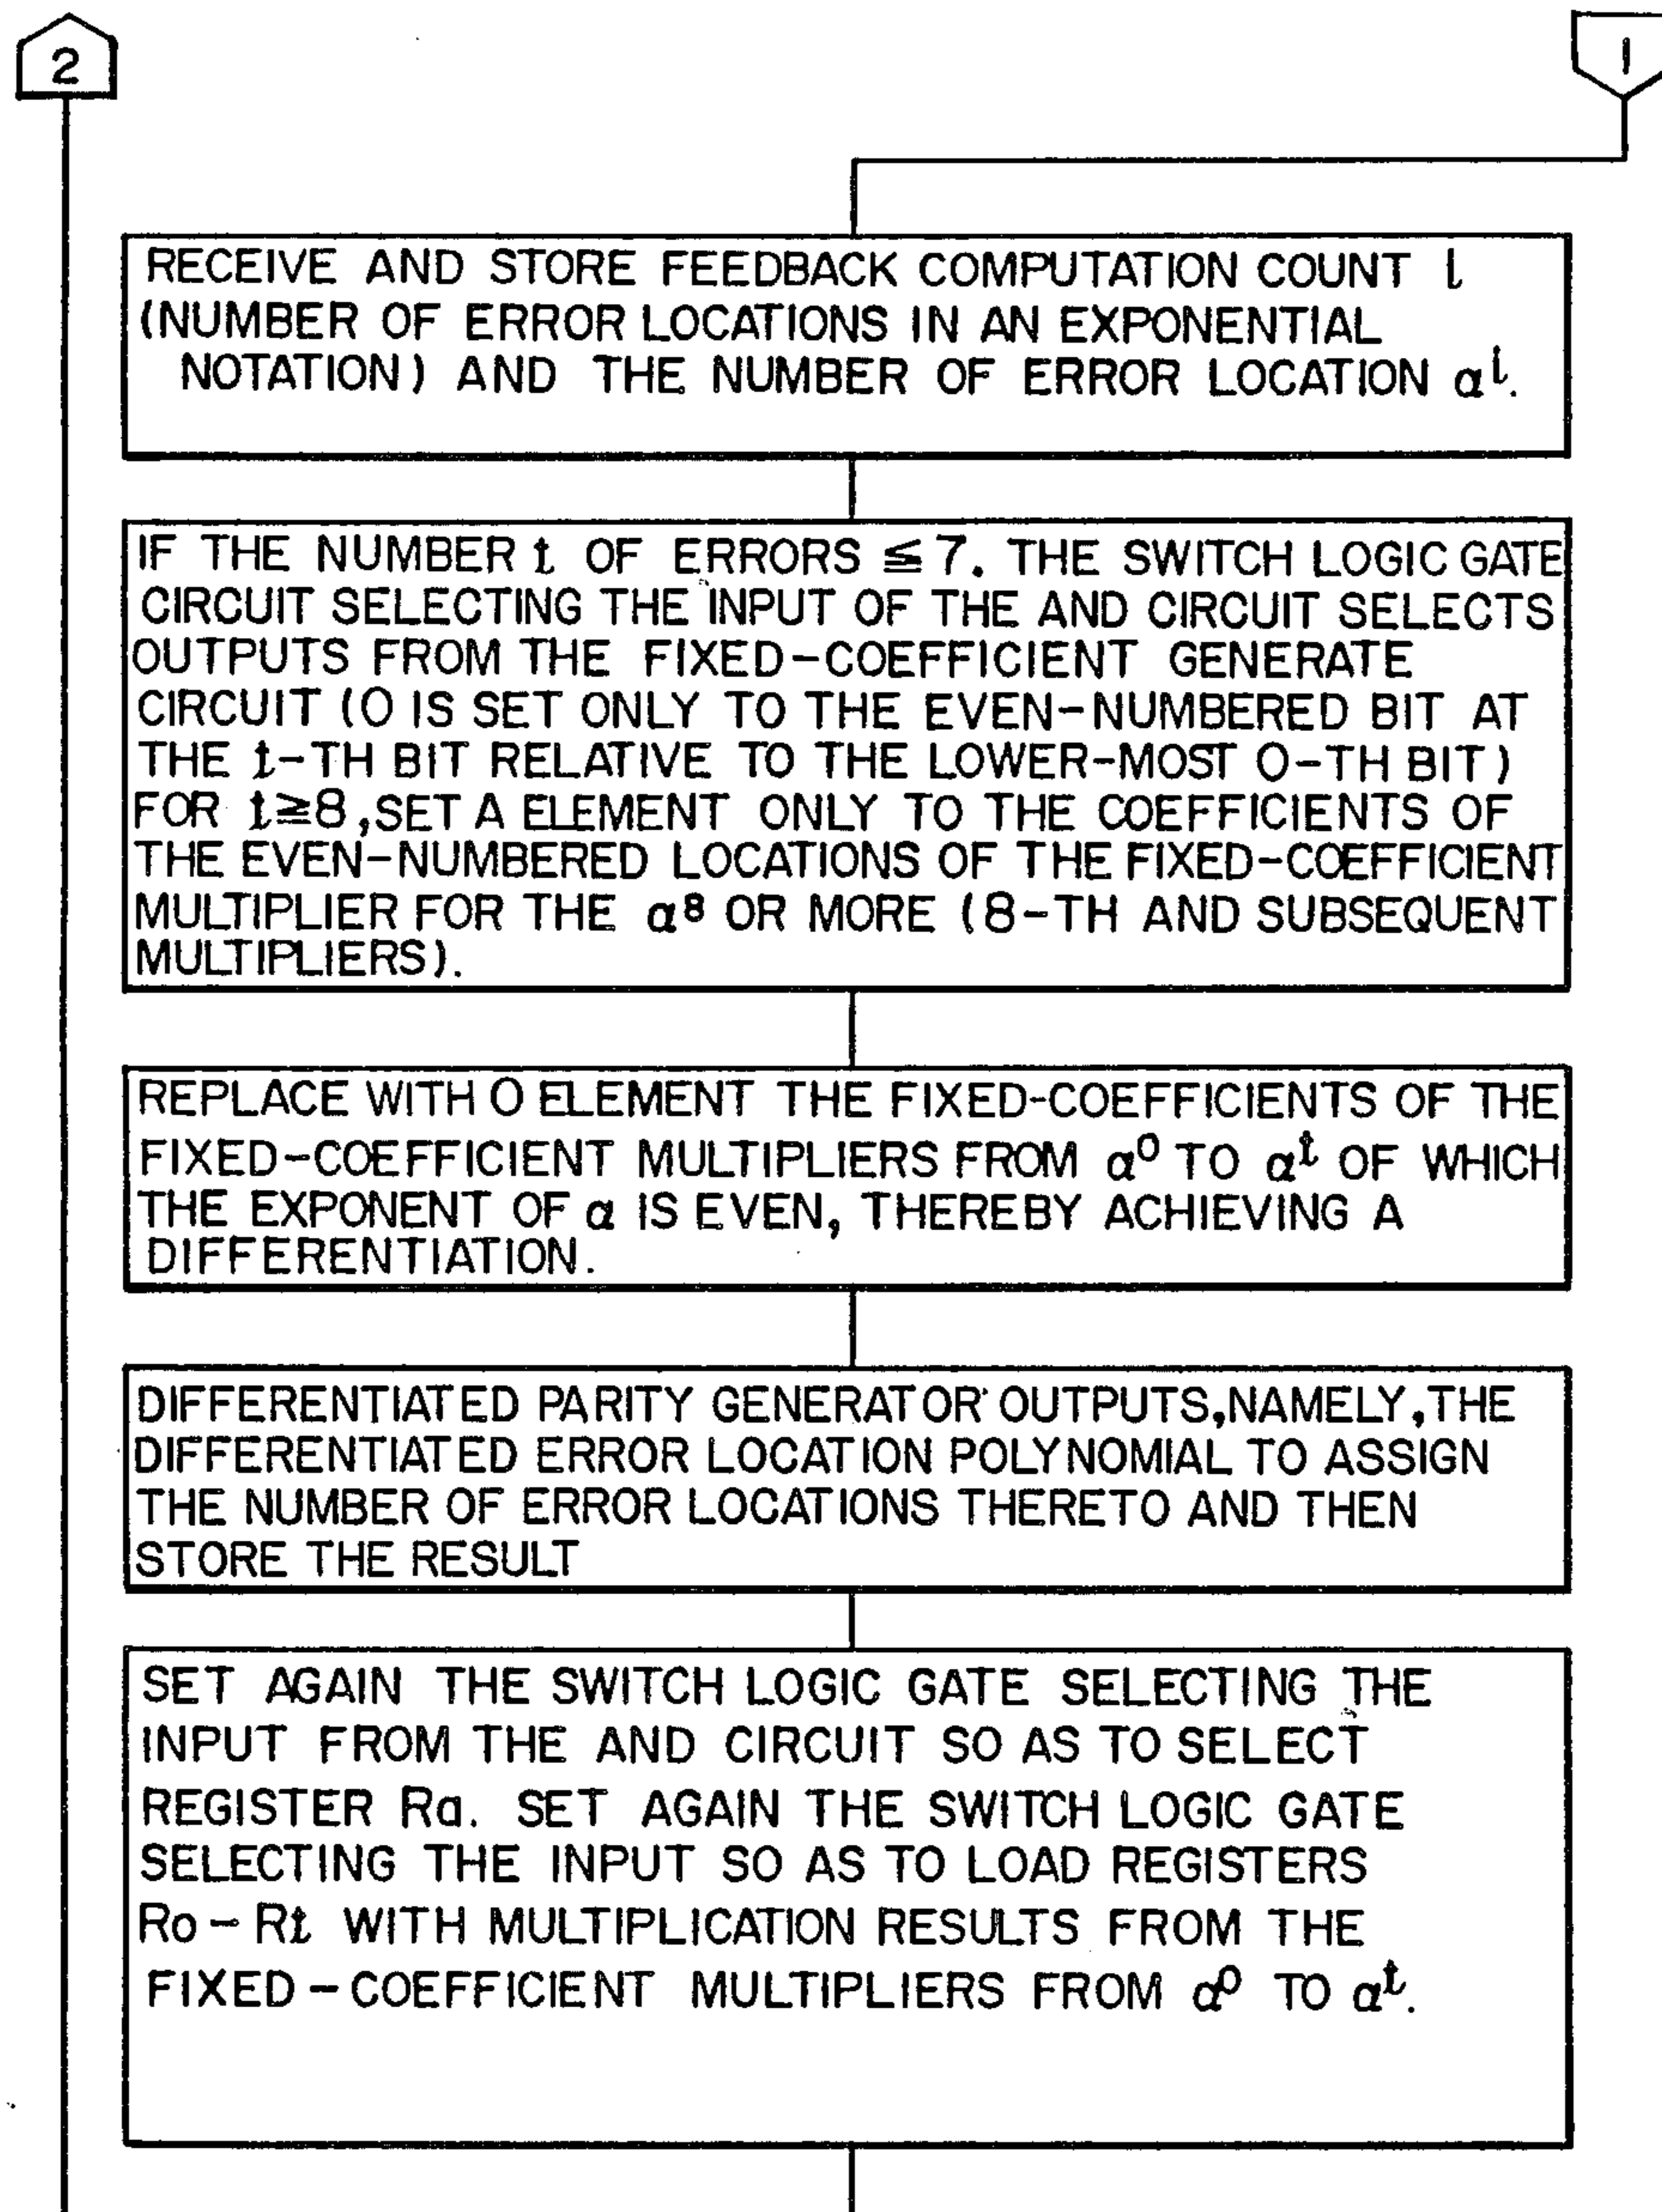 2
1
RECEIVE AND STORE FEEDBACK COMPUTATION COUNT l
(NUMBER OF ERROR LOCATIONS IN AN EXPONENTIAL
NOTATION) AND THE NUMBER OF ERROR LOCATION α^l.
IF THE NUMBER t OF ERRORS ≦ 7. THE SWITCH LOGIC GATE
CIRCUIT SELECTING THE INPUT OF THE AND CIRCUIT SELECTS
OUTPUTS FROM THE FIXED-COEFFICIENT GENERATE
CIRCUIT (0 IS SET ONLY TO THE EVEN-NUMBERED BIT AT
THE t-TH BIT RELATIVE TO THE LOWER-MOST 0-TH BIT)
FOR t≧8, SET A ELEMENT ONLY TO THE COEFFICIENTS OF
THE EVEN-NUMBERED LOCATIONS OF THE FIXED-COEFFICIENT
MULTIPLIER FOR THE α^8 OR MORE (8-TH AND SUBSEQUENT
MULTIPLIERS).
REPLACE WITH 0 ELEMENT THE FIXED-COEFFICIENTS OF THE
FIXED-COEFFICIENT MULTIPLIERS FROM α^0 TO α^t OF WHICH
THE EXPONENT OF α IS EVEN, THEREBY ACHIEVING A
DIFFERENTIATION.
DIFFERENTIATED PARITY GENERATOR OUTPUTS, NAMELY, THE
DIFFERENTIATED ERROR LOCATION POLYNOMIAL TO ASSIGN
THE NUMBER OF ERROR LOCATIONS THERETO AND THEN
STORE THE RESULT
SET AGAIN THE SWITCH LOGIC GATE SELECTING THE
INPUT FROM THE AND CIRCUIT SO AS TO SELECT
REGISTER Ra. SET AGAIN THE SWITCH LOGIC GATE
SELECTING THE INPUT SO AS TO LOAD REGISTERS
Ro - Rt WITH MULTIPLICATION RESULTS FROM THE
FIXED-COEFFICIENT MULTIPLIERS FROM α^0 TO α^t.